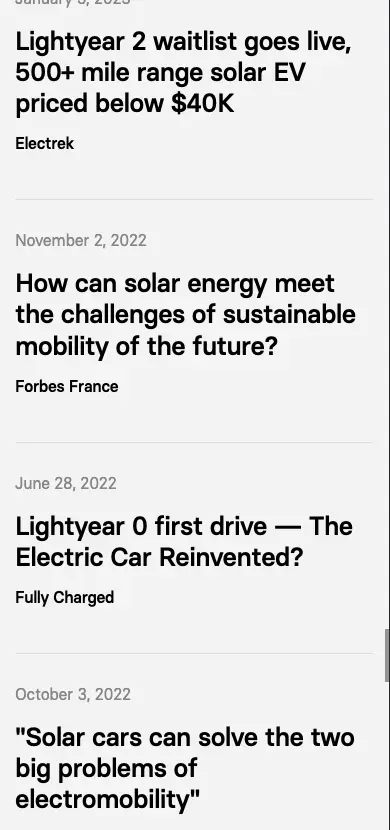 Lightyear 2 waitlist goes live,
500+ mile range solar EV
priced below $40K
Electrek
November 2, 2022
How can solar energy meet
the challenges of sustainable
mobility of the future?
Forbes France
June 28, 2022
Lightyear 0 first drive — The
Electric Car Reinvented?
Fully Charged
October 3, 2022
"Solar cars can solve the two
big problems of
electromobility"